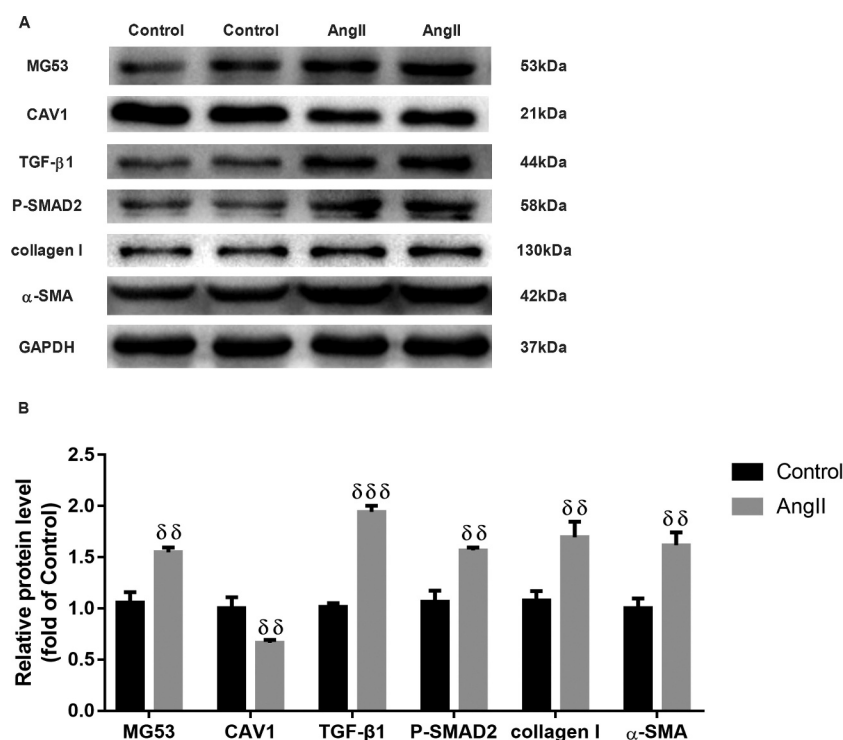 A
Control Control AngII AngII
MG53 53kDa
CAV1 21kDa
TGF-β1 44kDa
P-SMAD2 58kDa
collagen I 130kDa
α-SMA 42kDa
GAPDH 37kDa
B
Relative protein level
(fold of Control)
2.5
2.0
1.5
1.0
0.5
0.0
δδ
δδ
δδδ
δδ
δδ
δδ
MG53 CAV1 TGF-β1 P-SMAD2 collagen I α-SMA
Control
AngII